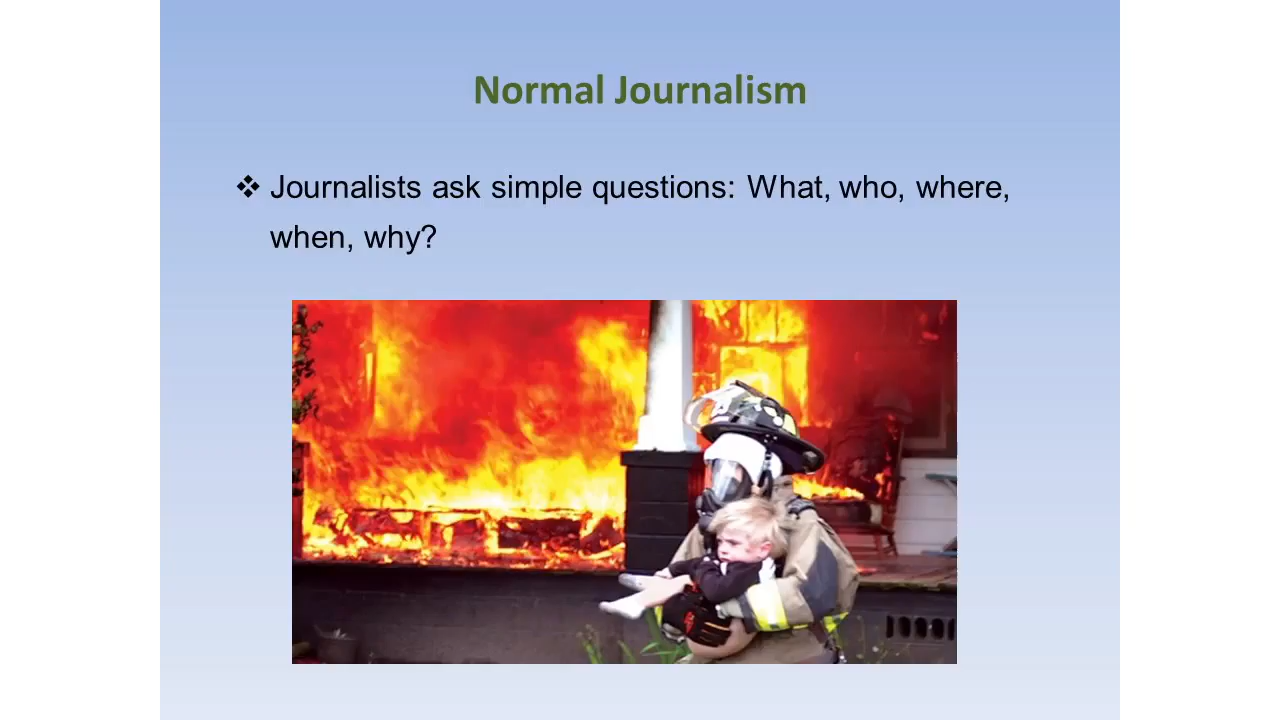 Normal Journalism
Journalists ask simple questions: What, who, where,
when, why?